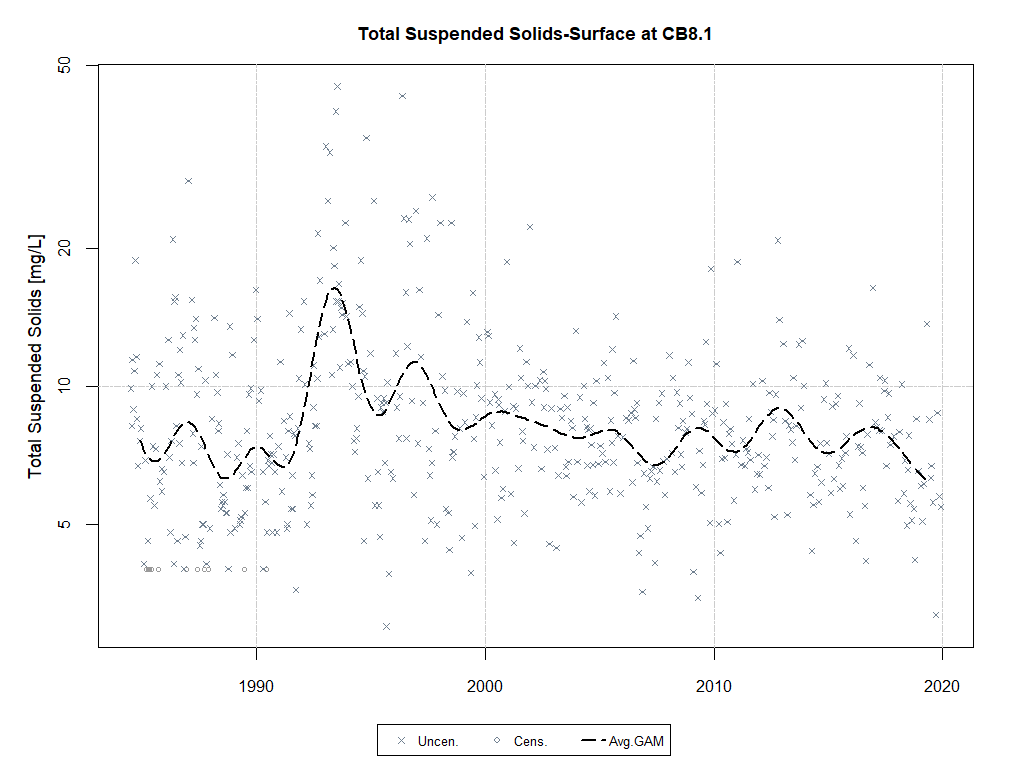 Total Suspended Solids-Surface at CB8.1
Total Suspended Solids [mg/L]
50
20
10
5
1990 2000 2010 2020
Uncen. Cens. Avg.GAM